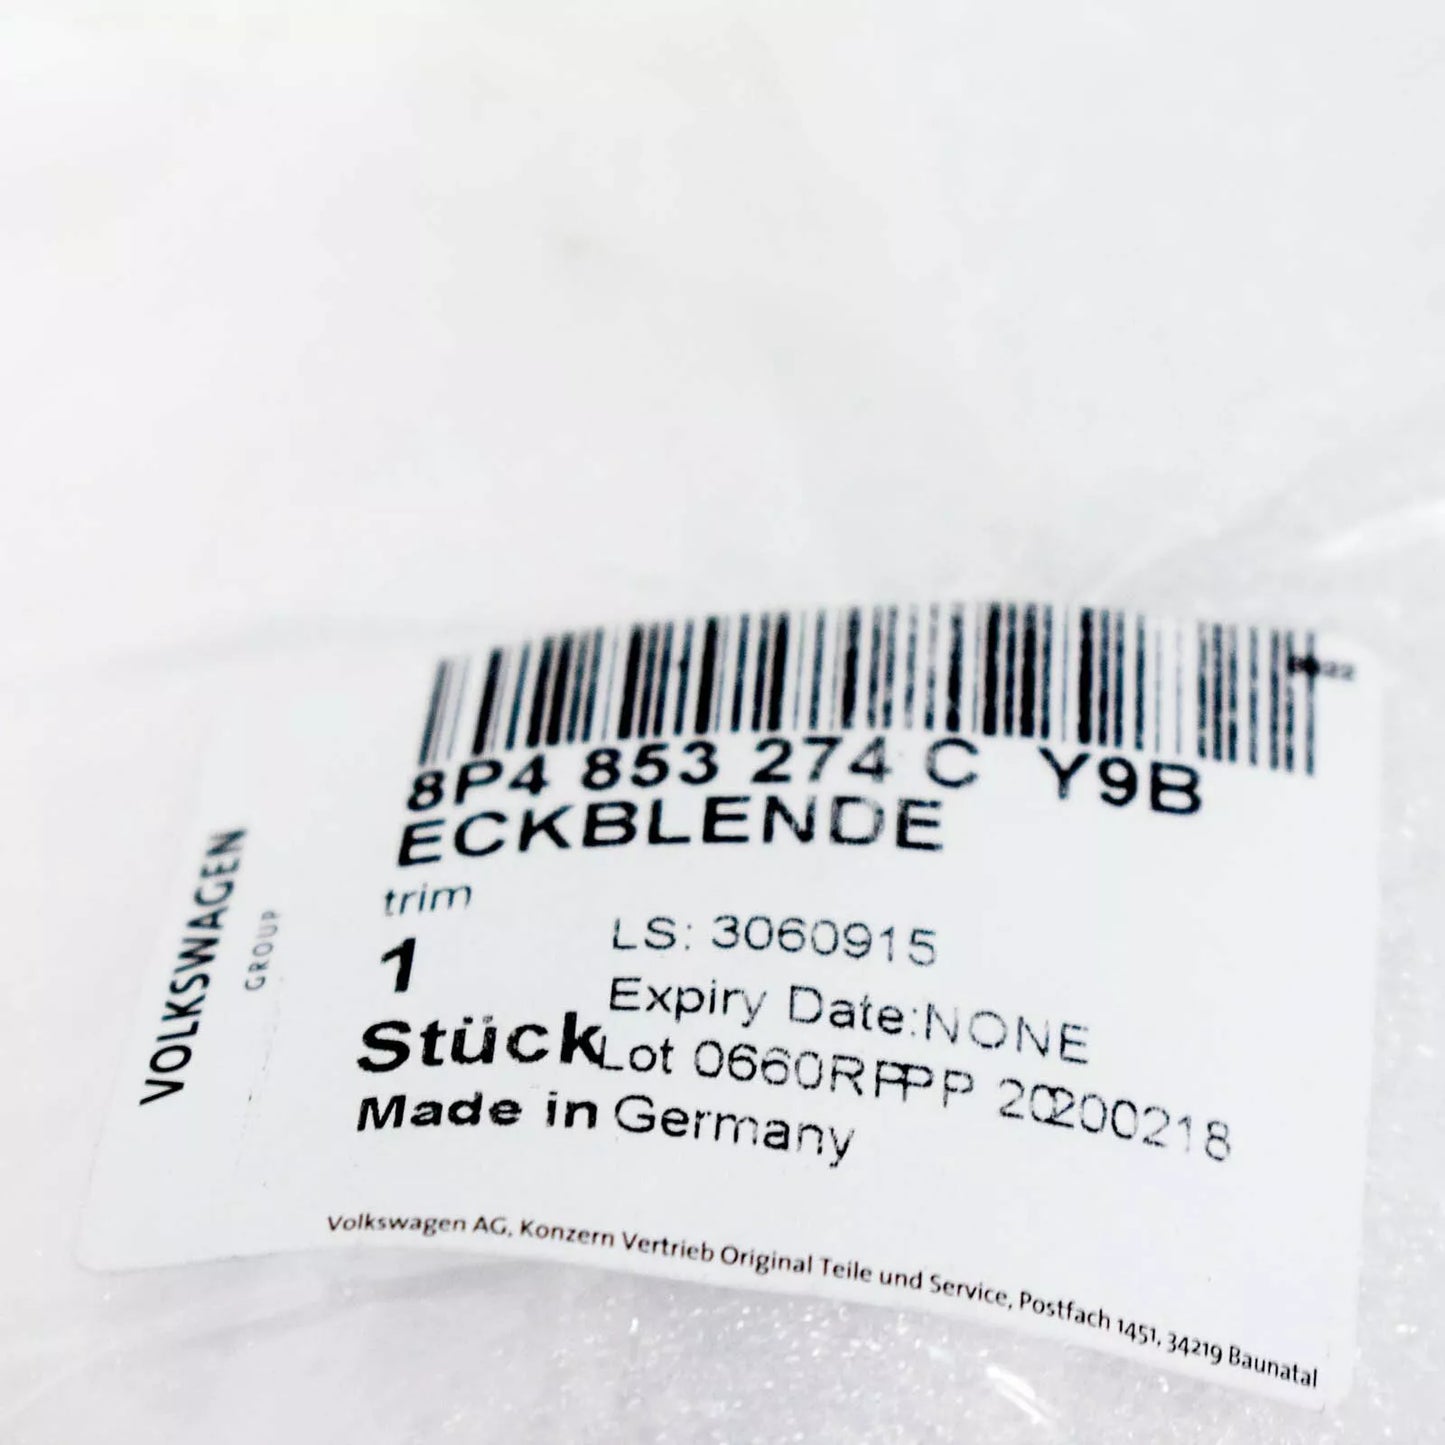 8P4 853 274 C Y9B
ECKBLENDE
trim
1
LS: 3060915
Expiry Date:NONE
Stück
Lot 0660RPPP 20200218
Made in Germany
VOLKSWAGEN
GROUP
Volkswagen AG, Konzern Vertrieb Original Teile und Service, Postfach 1451, 34219 Baunatal